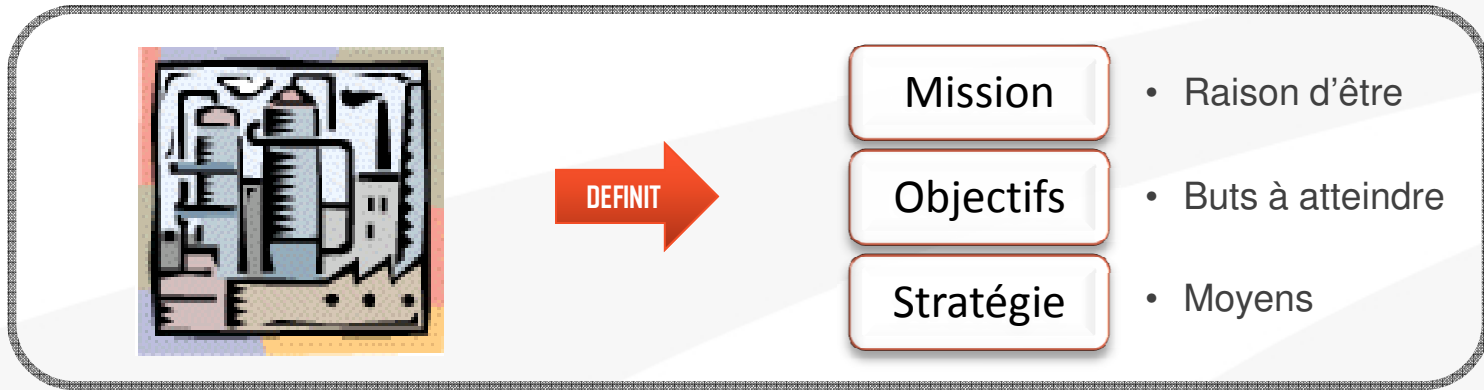 Mission
• Raison d’être
DEFINIT
Objectifs
• Buts à atteindre
Stratégie
• Moyens